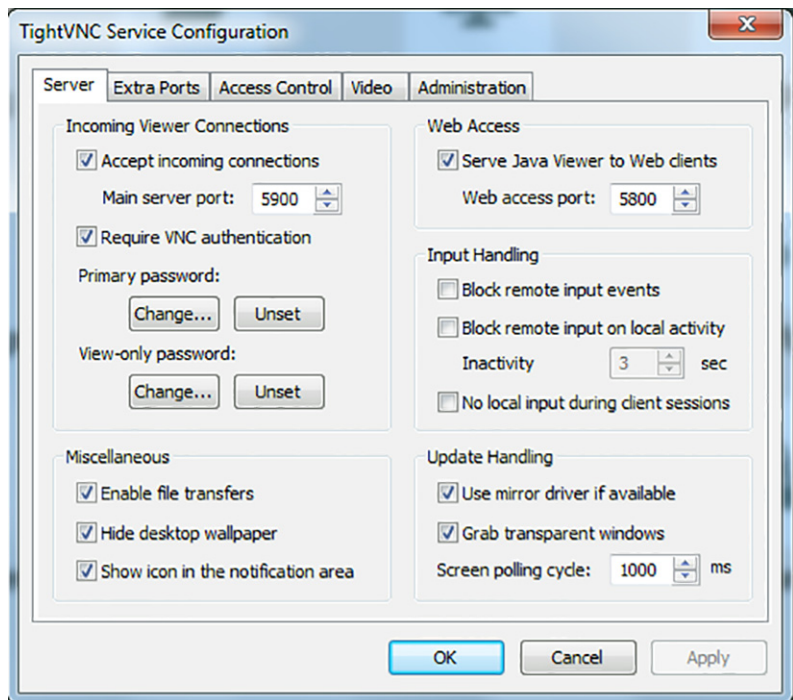 TightVNC Service Configuration
Server
Extra Ports
Access Control
Video
Administration
Incoming Viewer Connections
Accept incoming connections
Main server port: 5900
Require VNC authentication
Primary password:
Change... Unset
View-only password:
Change... Unset
Miscellaneous
Enable file transfers
Hide desktop wallpaper
Show icon in the notification area
Web Access
Serve Java Viewer to Web clients
Web access port: 5800
Input Handling
Block remote input events
Block remote input on local activity
Inactivity 3 sec
No local input during client sessions
Update Handling
Use mirror driver if available
Grab transparent windows
Screen polling cycle: 1000 ms
OK Cancel Apply